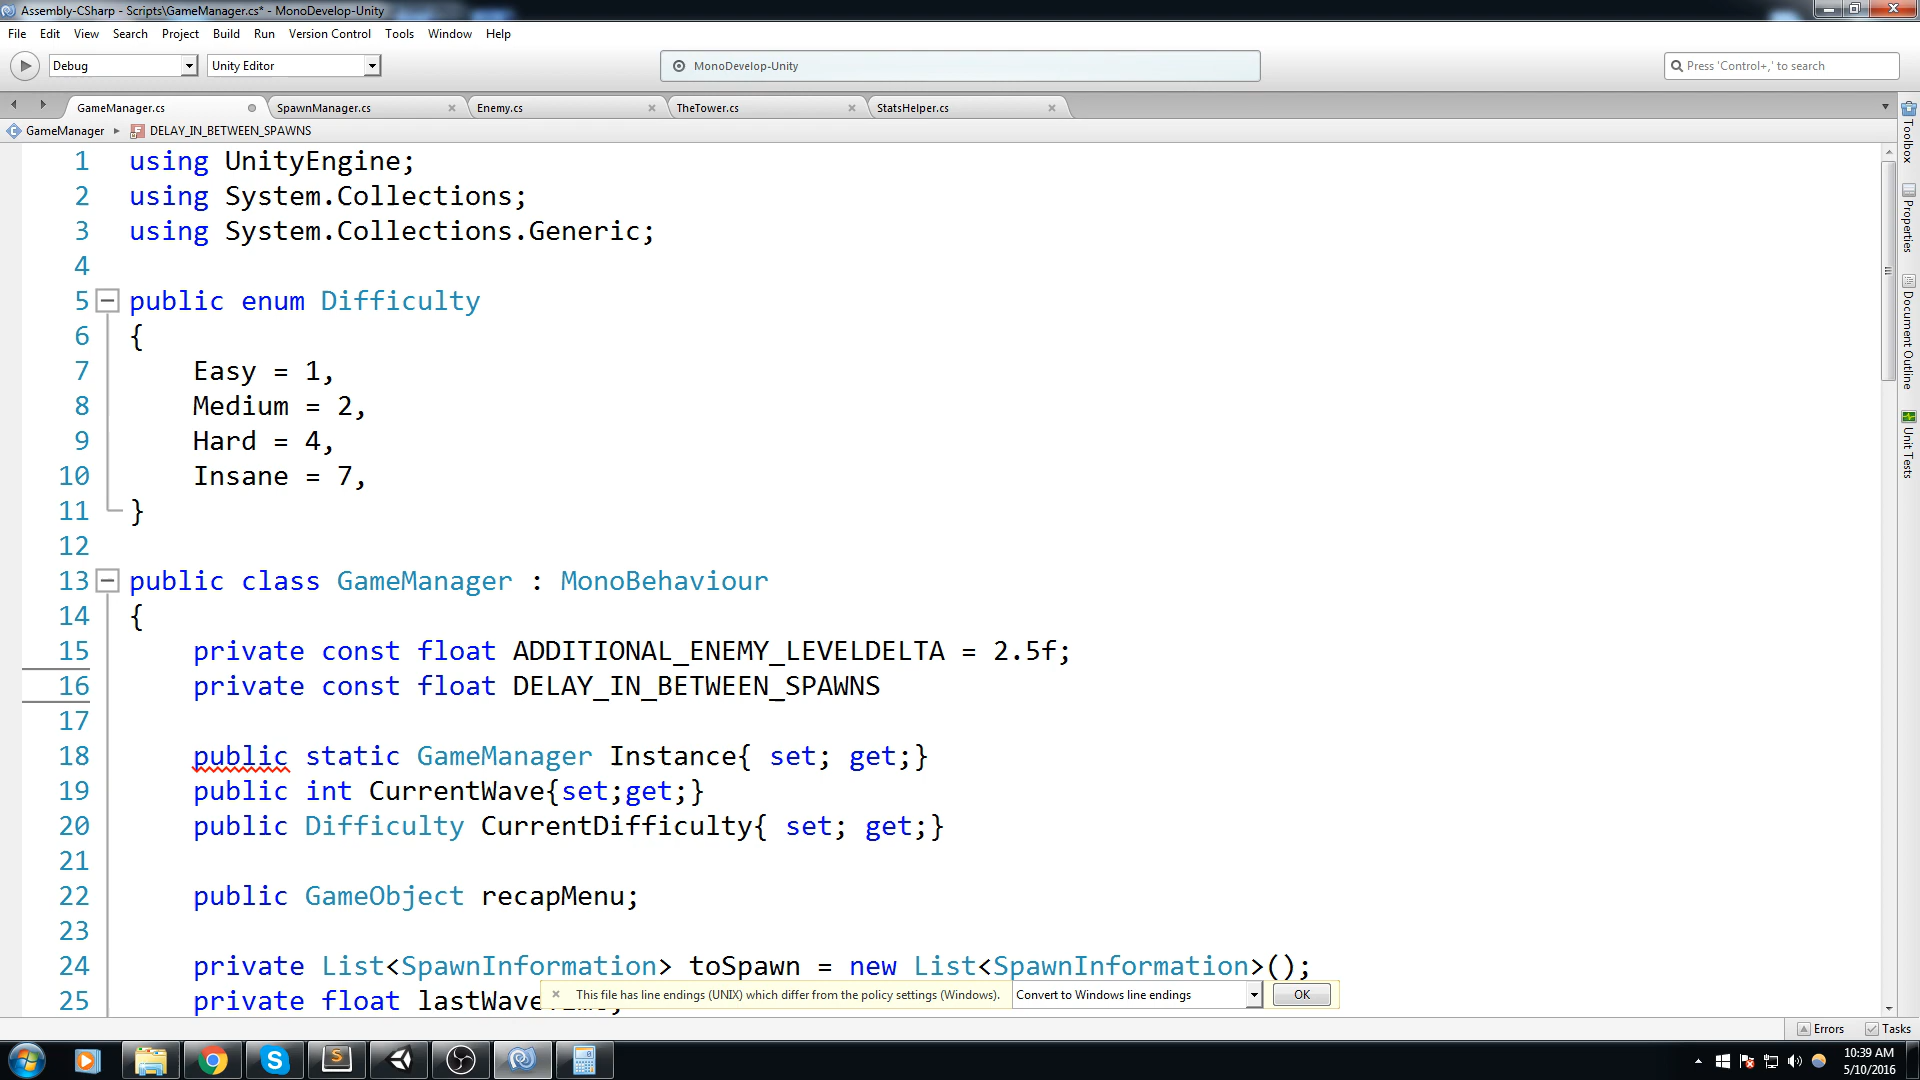 Assembly-CSharp - Scripts\GameManager.cs* - MonoDevelop-Unity
File Edit View Search Project Build Run Version Control Tools Window Help
Debug Unity Editor MonoDevelop-Unity Press 'Control+,' to search
GameManager.cs SpawnManager.cs Enemy.cs TheTower.cs StatsHelper.cs
GameManager DELAY_IN_BETWEEN_SPAWNS
1 using UnityEngine;
2 using System.Collections;
3 using System.Collections.Generic;
4
5 public enum Difficulty
6 {
7 Easy = 1,
8 Medium = 2,
9 Hard = 4,
10 Insane = 7,
11 }
12
13 public class GameManager : MonoBehaviour
14 {
15 private const float ADDITIONAL_ENEMY_LEVELDELTA = 2.5f;
16 private const float DELAY_IN_BETWEEN_SPAWNS
17
18 public static GameManager Instance{ set; get;}
19 public int CurrentWave{set;get;}
20 public Difficulty CurrentDifficulty{ set; get;}
21
22 public GameObject recapMenu;
23
24 private List<SpawnInformation> toSpawn = new List<SpawnInformation>();
25 private float lastWave
This file has line endings (UNIX) which differ from the policy settings (Windows). Convert to Windows line endings OK
Toolbox
Properties
Document Outline
Unit Tests
Errors Tasks
10:39 AM
5/10/2016